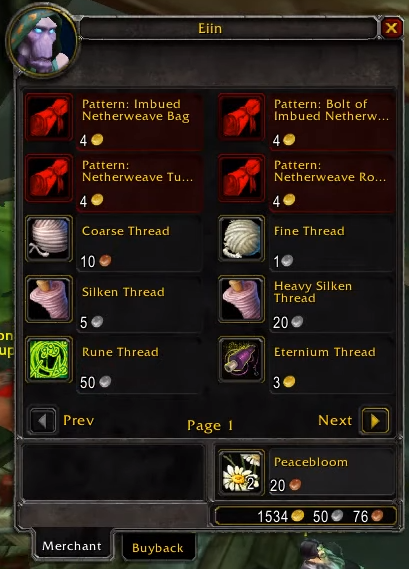 Eiin
Pattern: Imbued
Netherweave Bag
4
Pattern: Bolt of
Imbued Netherw...
4
Pattern:
Netherweave Tu...
4
Pattern:
Netherweave Ro...
4
Coarse Thread
10
Fine Thread
1
Silken Thread
5
Heavy Silken
Thread
20
Rune Thread
50
Eternium Thread
3
Prev
Page 1
Next
Peacebloom
2
20
1534 50 76
Merchant
Buyback